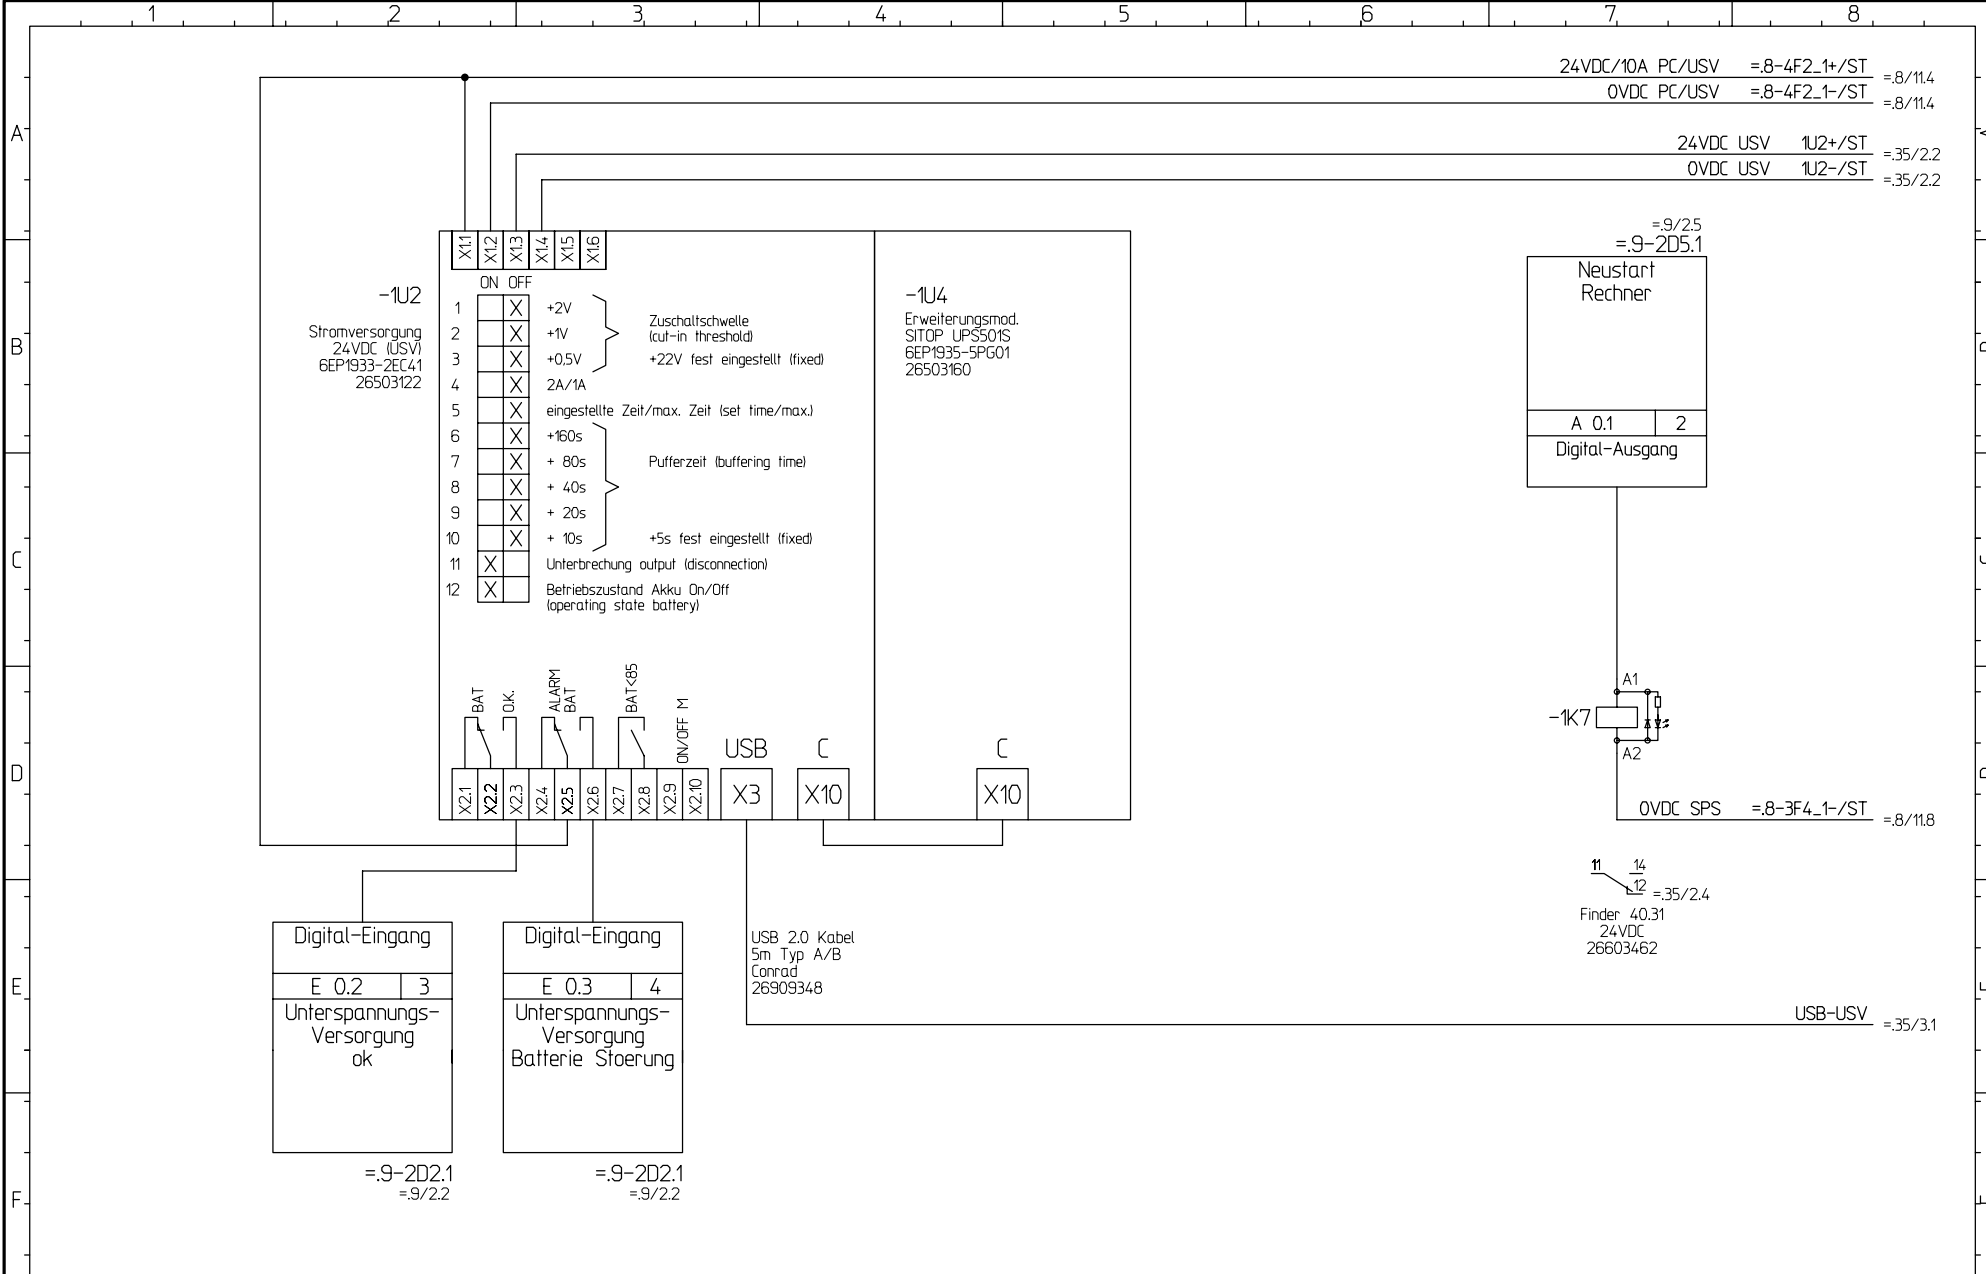 1 2 3 4 5 6 7 8
24VDC/10A PC/USV =.8-4F2_1+/ST =.8/11.4
0VDC PC/USV =.8-4F2_1-/ST =.8/11.4
A
24VDC USV 1U2+/ST =.35/2.2
0VDC USV 1U2-/ST =.35/2.2
X1.1 X1.2 X1.3 X1.4 X1.5 X1.6
ON OFF
-1U2
Stromversorgung
24VDC (USV)
6EP1933-2EC41
26503122
1 X +2V
2 X +1V
3 X +0,5V
Zuschaltschwelle
(cut-in threshold)
+22V fest eingestellt (fixed)
4 X 2A/1A
5 X eingestellte Zeit/max. Zeit (set time/max.)
6 X +160s
7 X + 80s Pufferzeit (buffering time)
8 X + 40s
9 X + 20s
10 X + 10s +5s fest eingestellt (fixed)
11 X Unterbrechung output (disconnection)
12 X Betriebszustand Akku On/Off
(operating state battery)
-1U4
Erweiterungsmod.
SITOP UPS501S
6EP1935-5PG01
26503160
=.9/2.5
=.9-2D5.1
Neustart
Rechner
A 0.1 2
Digital-Ausgang
B
C
BAT
O.K.
ALARM
BAT
BAT<85
ON/OFF M
USB C C
X2.1 X2.2 X2.3 X2.4 X2.5 X2.6 X2.7 X2.8 X2.9 X2.10 X3 X10 X10
A1
-1K7
A2
D
0VDC SPS =.8-3F4_1-/ST =.8/11.8
11 14
12 =.35/2.4
Finder 40.31
24VDC
26603462
Digital-Eingang
E 0.2 3
Unterspannungs-
Versorgung
ok
=.9-2D2.1
=.9/2.2
Digital-Eingang
E 0.3 4
Unterspannungs-
Versorgung
Batterie Stoerung
=.9-2D2.1
=.9/2.2
USB 2.0 Kabel
5m Typ A/B
Conrad
26909348
E
USB-USV =.35/3.1
F